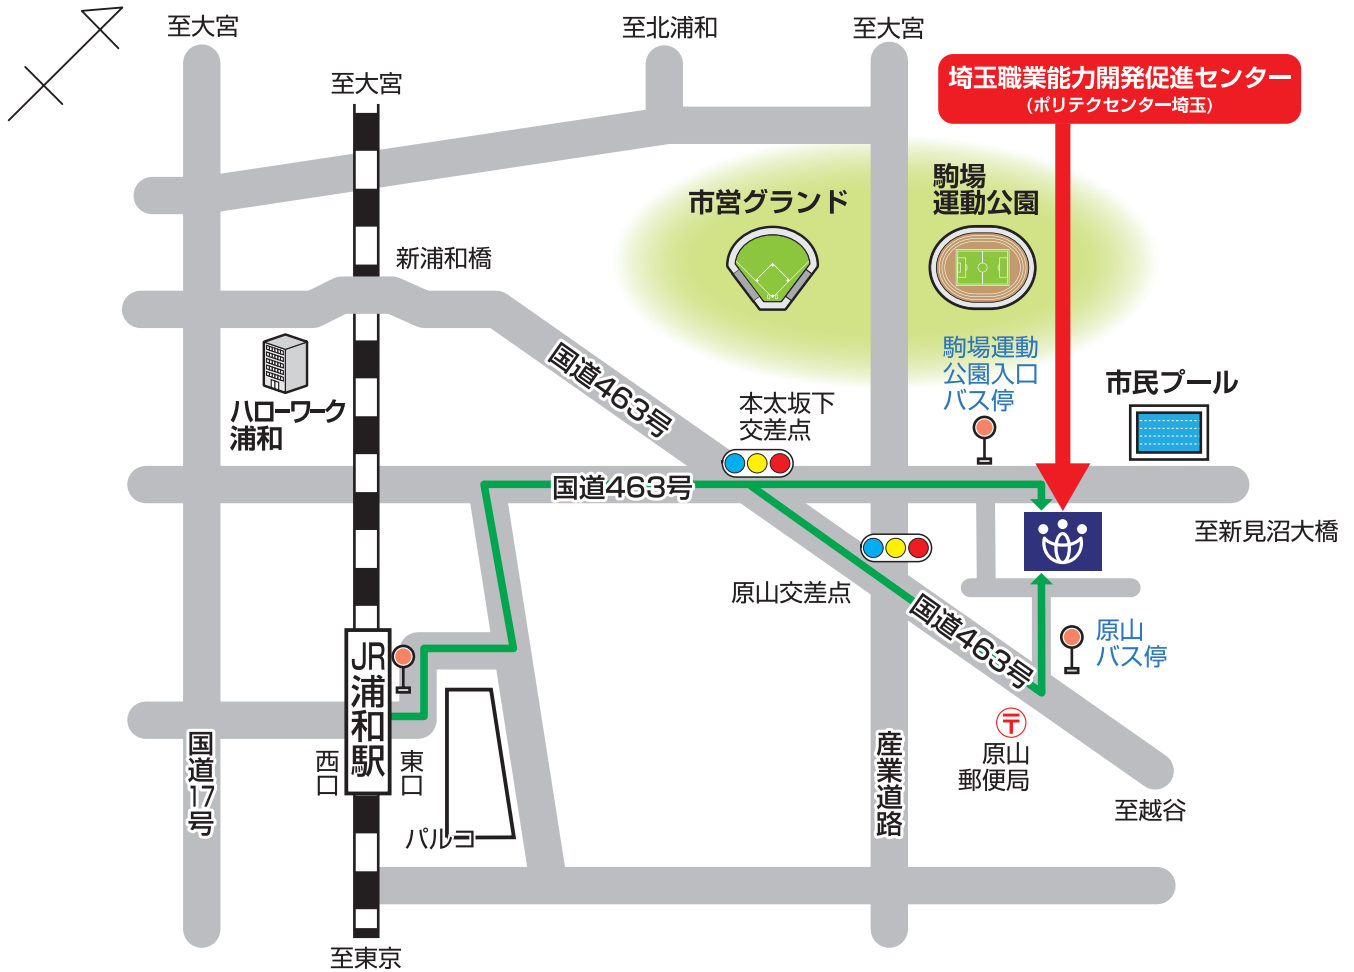 至大宮
至北浦和
至大宮
至大宮
埼玉職業能力開発促進センター
(ポリテクセンター埼玉)
市営グランド
駒場
運動公園
新浦和橋
国道463号
駒場運動
公園入口
バス停
市民プール
ハローワーク
浦和
本太坂下
交差点
国道463号
至新見沼大橋
原山交差点
国道463号
原山
バス停
JR浦和駅
西口
東口
国道17号
産業道路
〒
原山
郵便局
至越谷
パルコ
至東京